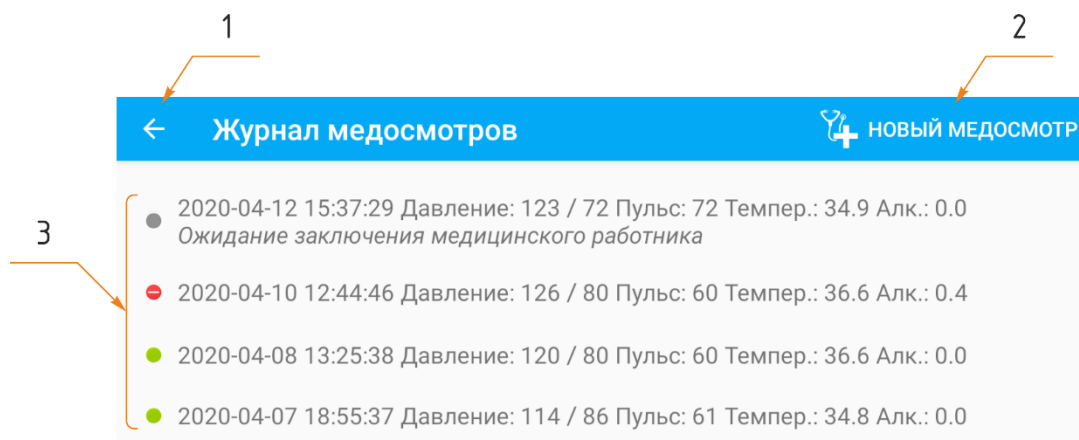 1
2
Журнал медосмотров
НОВЫЙ МЕДОСМОТР
3
2020-04-12 15:37:29 Давление: 123 / 72 Пульс: 72 Темпер.: 34.9 Алк.: 0.0
Ожидание заключения медицинского работника
2020-04-10 12:44:46 Давление: 126 / 80 Пульс: 60 Темпер.: 36.6 Алк.: 0.4
2020-04-08 13:25:38 Давление: 120 / 80 Пульс: 60 Темпер.: 36.6 Алк.: 0.0
2020-04-07 18:55:37 Давление: 114 / 86 Пульс: 61 Темпер.: 34.8 Алк.: 0.0